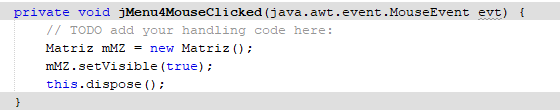 private void jMenu4MouseClicked(java.awt.event.MouseEvent evt) {
// TODO add your handling code here:
Matriz mMZ = new Matriz();
mMZ.setVisible(true);
this.dispose();
}